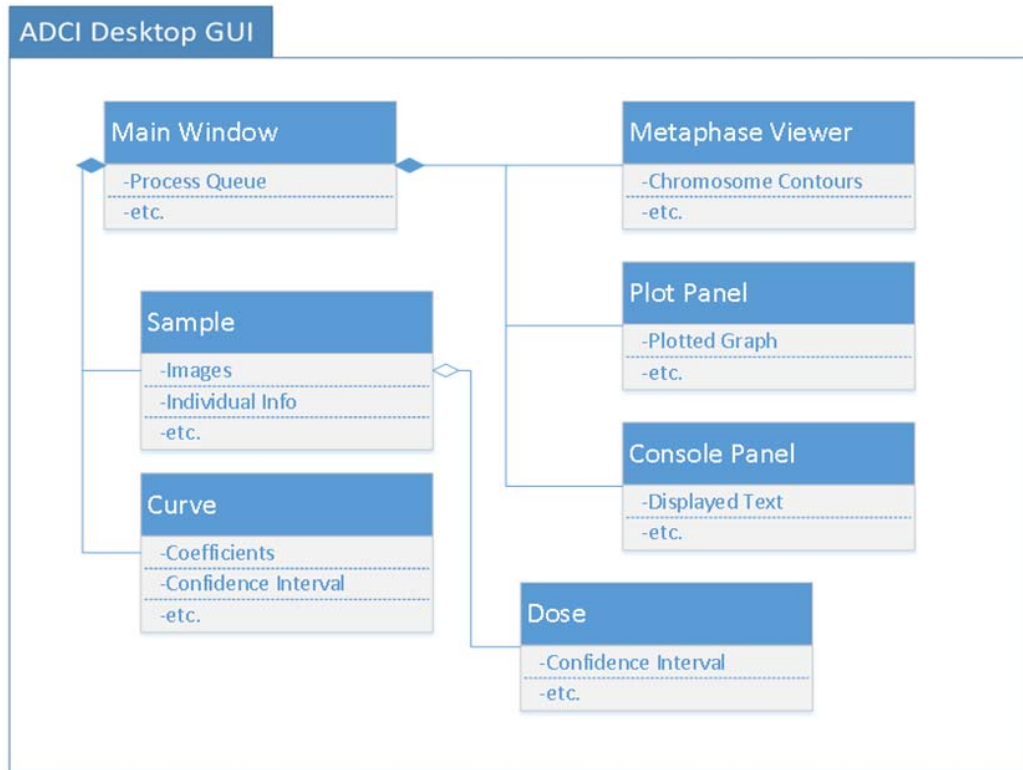 ADCI Desktop GUI
Main Window
-Process Queue
-etc.
Sample
-Images
-Individual Info
-etc.
Curve
-Coefficients
-Confidence Interval
-etc.
Metaphase Viewer
-Chromosome Contours
-etc.
Plot Panel
-Plotted Graph
-etc.
Console Panel
-Displayed Text
-etc.
Dose
-Confidence Interval
-etc.